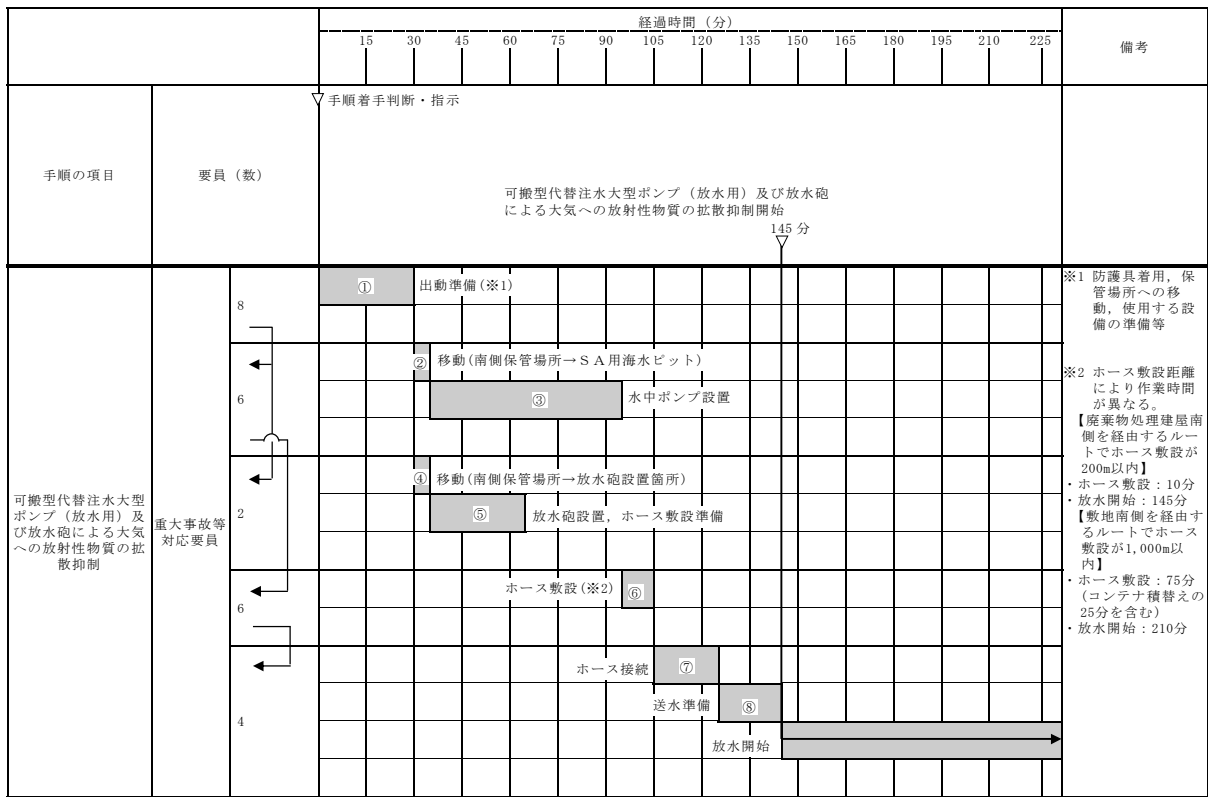 経過時間（分）
15 30 45 60 75 90 105 120 135 150 165 180 195 210 225
備考
手順の項目
要員（数）
手順着手判断・指示
可搬型代替注水大型ポンプ（放水用）及び放水砲
による大気への放射性物質の拡散抑制開始
145 分
可搬型代替注水大型
ポンプ（放水用）及
び放水砲による大気
への放射性物質の拡
散抑制
重大事故等
対応要員
8
① 出動準備(※1)
6
② 移動(南側保管場所→ＳＡ用海水ピット)
③ 水中ポンプ設置
2
④ 移動(南側保管場所→放水砲設置箇所)
⑤ 放水砲設置，ホース敷設準備
6
ホース敷設(※2) ⑥
4
ホース接続 ⑦
送水準備 ⑧
放水開始
※1 防護具着用，保
管場所への移
動，使用する設
備の準備等
※2 ホース敷設距離
により作業時間
が異なる。
【廃棄物処理建屋南
側を経由するルー
トでホース敷設が
200m以内】
・ホース敷設：10分
・放水開始：145分
【敷地南側を経由す
るルートでホース
敷設が1,000m以
内】
・ホース敷設：75分
(コンテナ積替えの
25分を含む)
・放水開始：210分